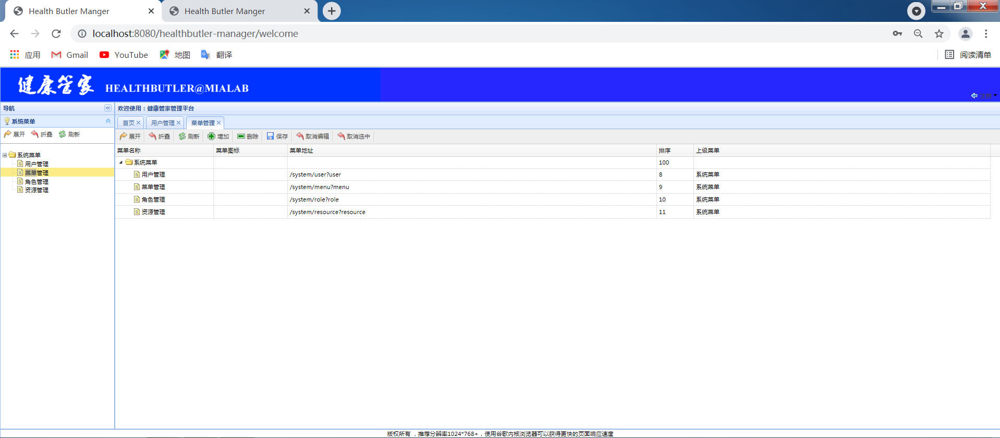 Health Butler Manger
Health Butler Manger
localhost:8080/healthbutler-manager/welcome
应用 Gmail YouTube 地图 翻译 阅读清单
健康管家 HEALTHBUTLER@MIALAB
导航
欢迎使用：健康管家管理平台
系统菜单
首页 用户管理 菜单管理
展开 折叠 刷新
展开 折叠 刷新 增加 删除 保存 取消编辑 取消选中
系统菜单
用户管理
菜单管理
角色管理
资源管理
菜单名称 菜单图标 菜单地址 排序 上级菜单
系统菜单 100
用户管理 /system/user?user 8 系统菜单
菜单管理 /system/menu?menu 9 系统菜单
角色管理 /system/role?role 10 系统菜单
资源管理 /system/resource?resource 11 系统菜单
版权所有 ，推荐分辨率1024*768+，使用谷歌内核浏览器可以获得更快的页面响应速度